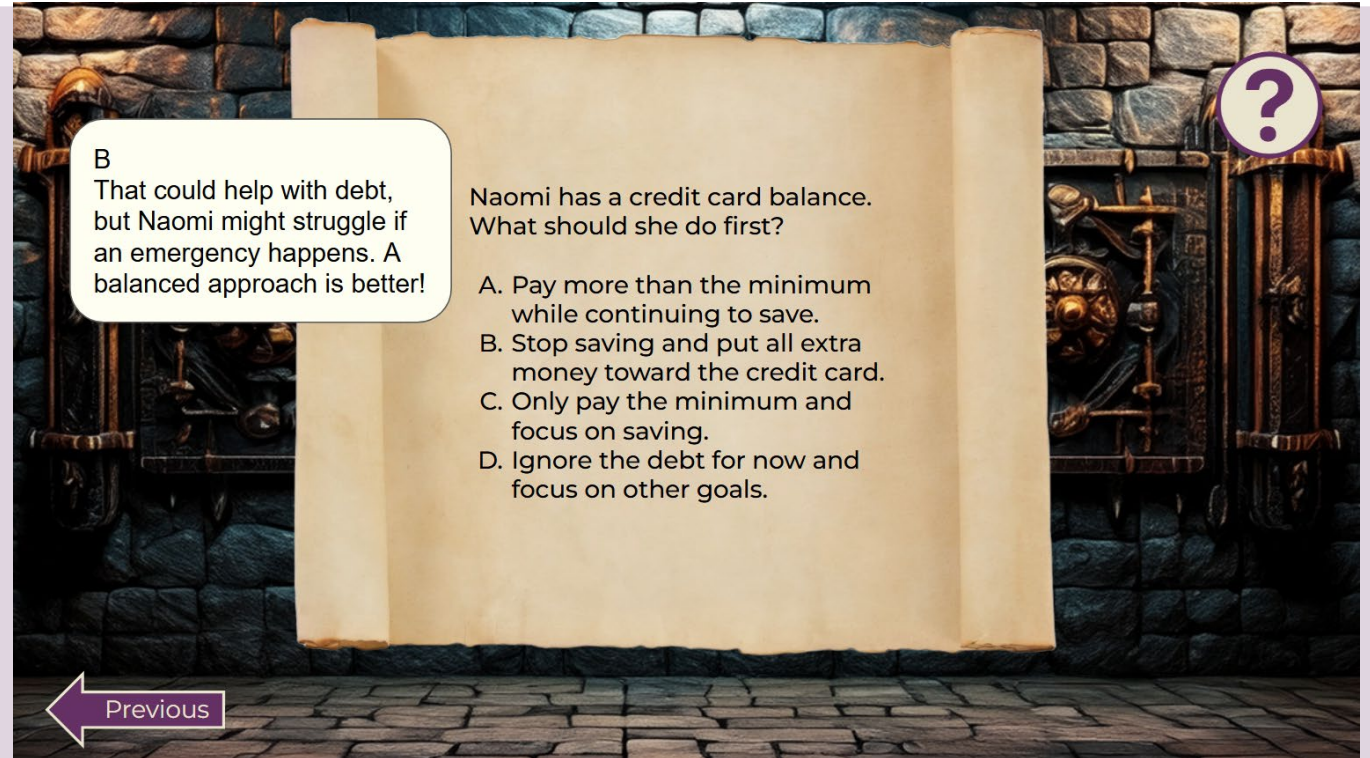 B
That could help with debt,
but Naomi might struggle if
an emergency happens. A
balanced approach is better!
Naomi has a credit card balance.
What should she do first?
A. Pay more than the minimum
while continuing to save.
B. Stop saving and put all extra
money toward the credit card.
C. Only pay the minimum and
focus on saving.
D. Ignore the debt for now and
focus on other goals.
?
Previous